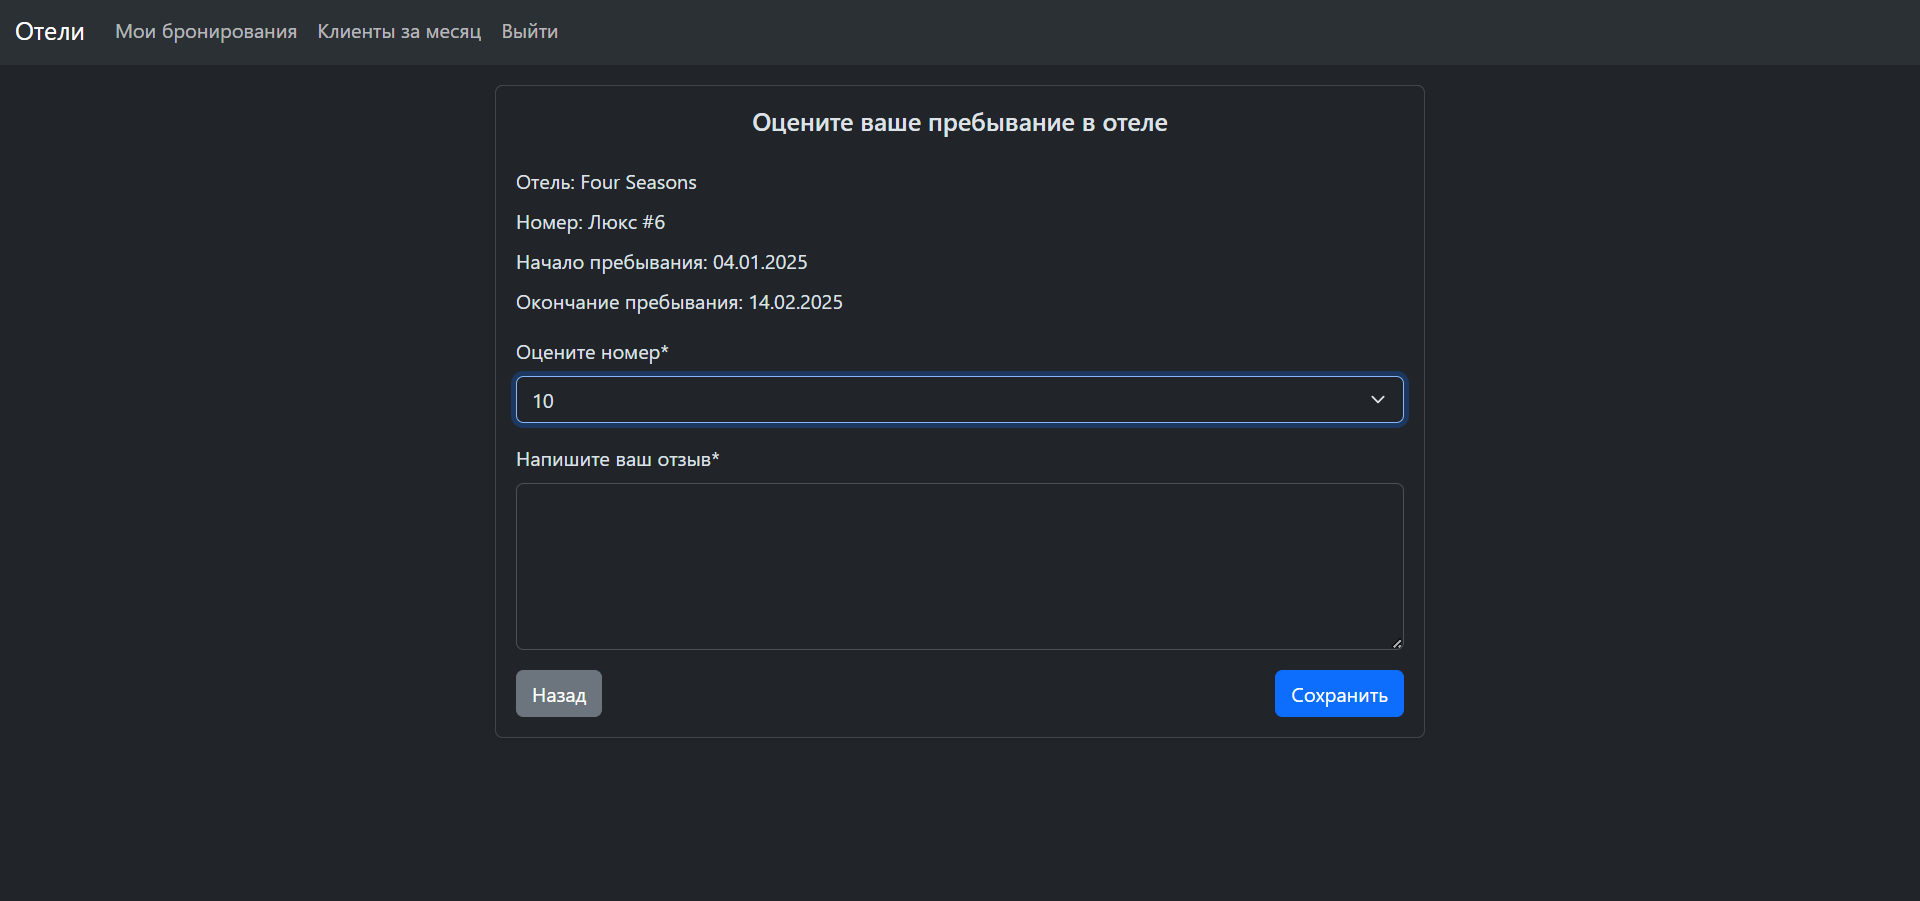 Отели Мои бронирования Клиенты за месяц Выйти
Оцените ваше пребывание в отеле
Отель: Four Seasons
Номер: Люкс #6
Начало пребывания: 04.01.2025
Окончание пребывания: 14.02.2025
Оцените номер*
10
Напишите ваш отзыв*
Назад Сохранить